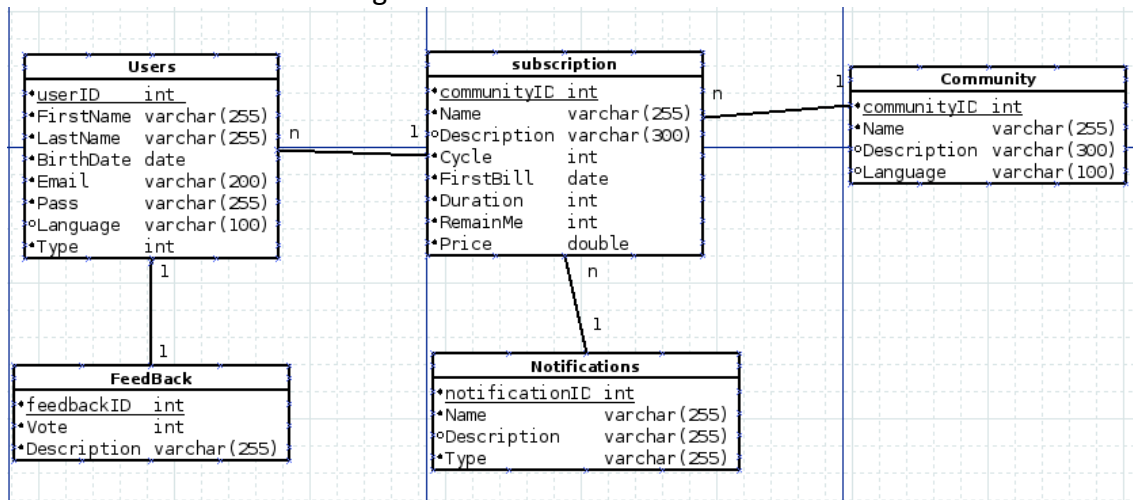 Users
userID int
FirstName varchar(255)
LastName varchar(255)
BirthDate date
Email varchar(200)
Pass varchar(255)
Language varchar(100)
Type int
n
1
subscription
communityID int
Name varchar(255)
Description varchar(300)
Cycle int
FirstBill date
Duration int
RemainMe int
Price double
n
1
Community
communityID int
Name varchar(255)
Description varchar(300)
Language varchar(100)
1
1
FeedBack
feedbackID int
Vote int
Description varchar(255)
n
1
Notifications
notificationID int
Name varchar(255)
Description varchar(255)
Type varchar(255)